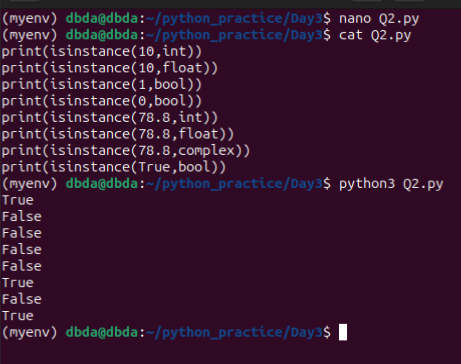 (myenv) dbda@dbda:~/python_practice/Day3$ nano Q2.py
(myenv) dbda@dbda:~/python_practice/Day3$ cat Q2.py
print(isinstance(10,int))
print(isinstance(10,float))
print(isinstance(1,bool))
print(isinstance(0,bool))
print(isinstance(78.8,int))
print(isinstance(78.8,float))
print(isinstance(78.8,complex))
print(isinstance(True,bool))
(myenv) dbda@dbda:~/python_practice/Day3$ python3 Q2.py
True
False
False
False
False
True
False
True
(myenv) dbda@dbda:~/python_practice/Day3$